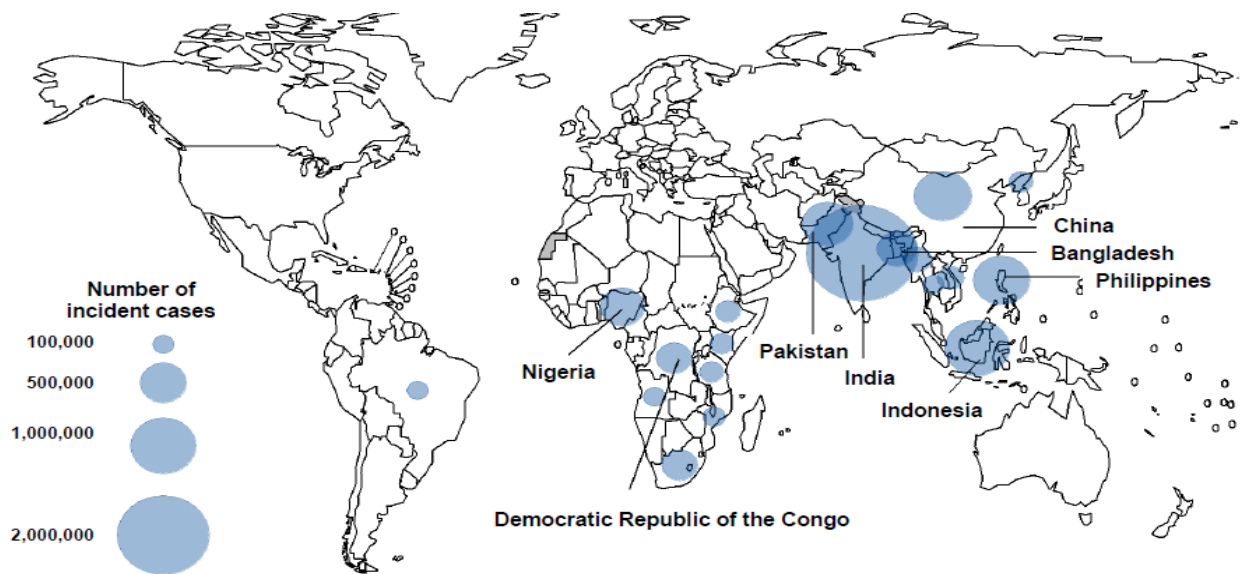 China
Bangladesh
Philippines
Number of
incident cases
100,000
Pakistan
Nigeria
500,000
India
Indonesia
1,000,000
Democratic Republic of the Congo
2,000,000